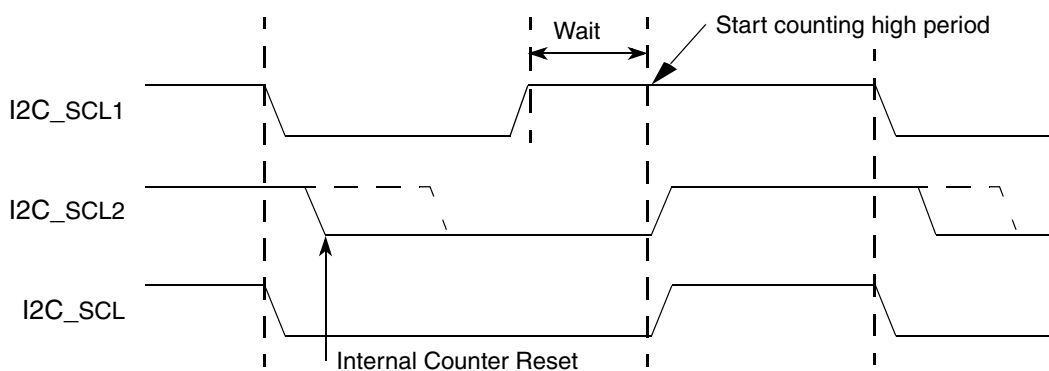 Wait
Start counting high period
I2C_SCL1
I2C_SCL2
I2C_SCL
Internal Counter Reset